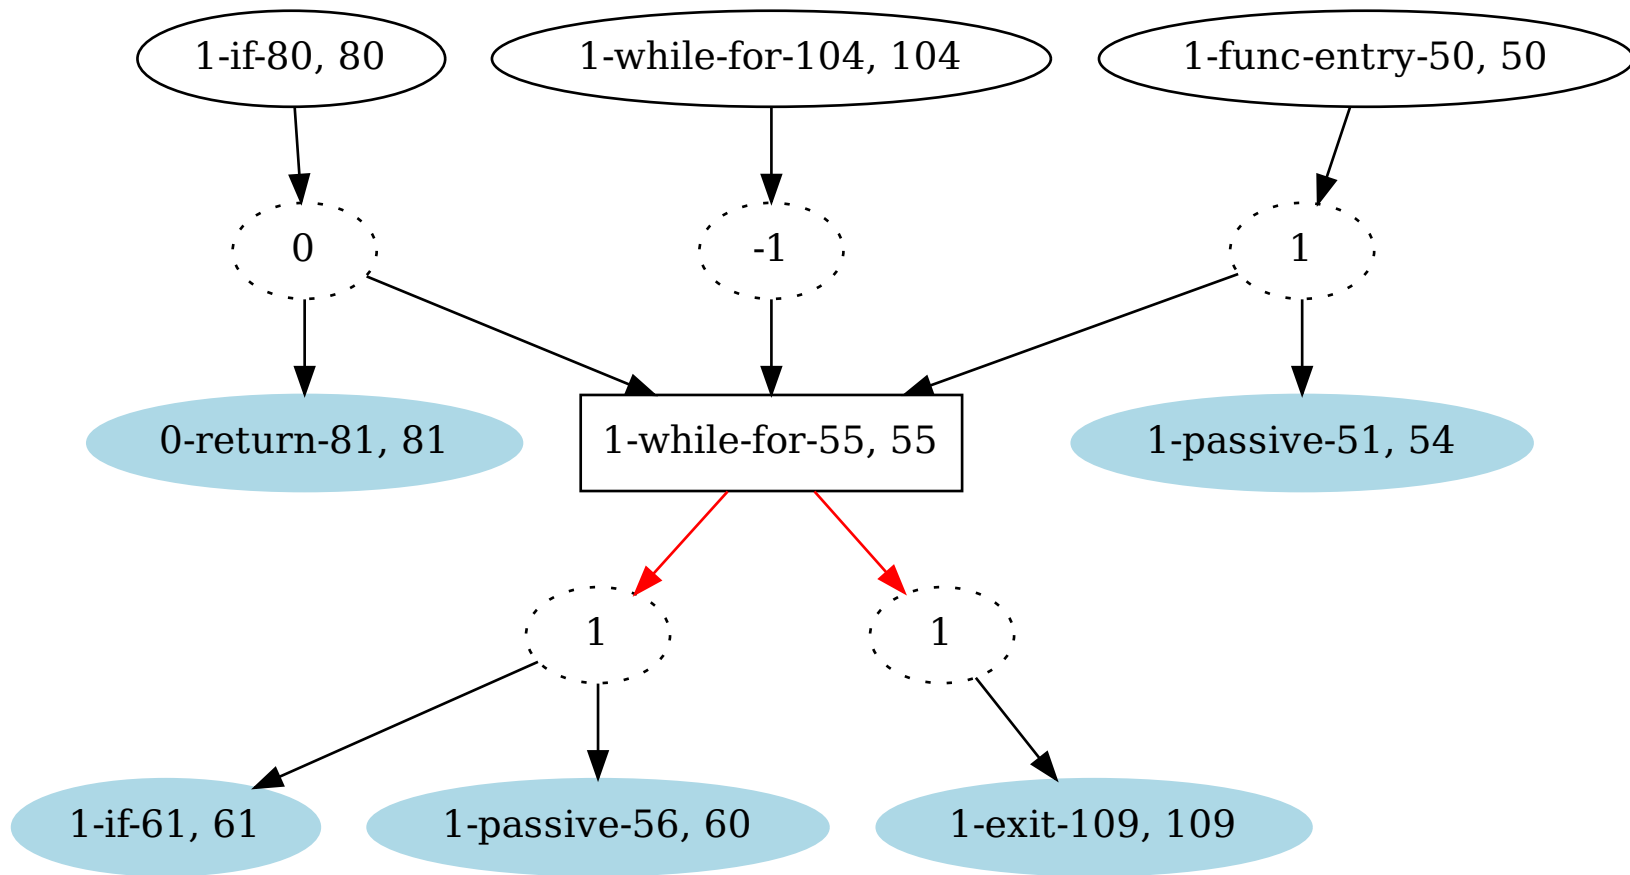 1-if-80, 80
1-while-for-104, 104
1-func-entry-50, 50
0
-1
1
0-return-81, 81
1-while-for-55, 55
1-passive-51, 54
1
1
1-if-61, 61
1-passive-56, 60
1-exit-109, 109